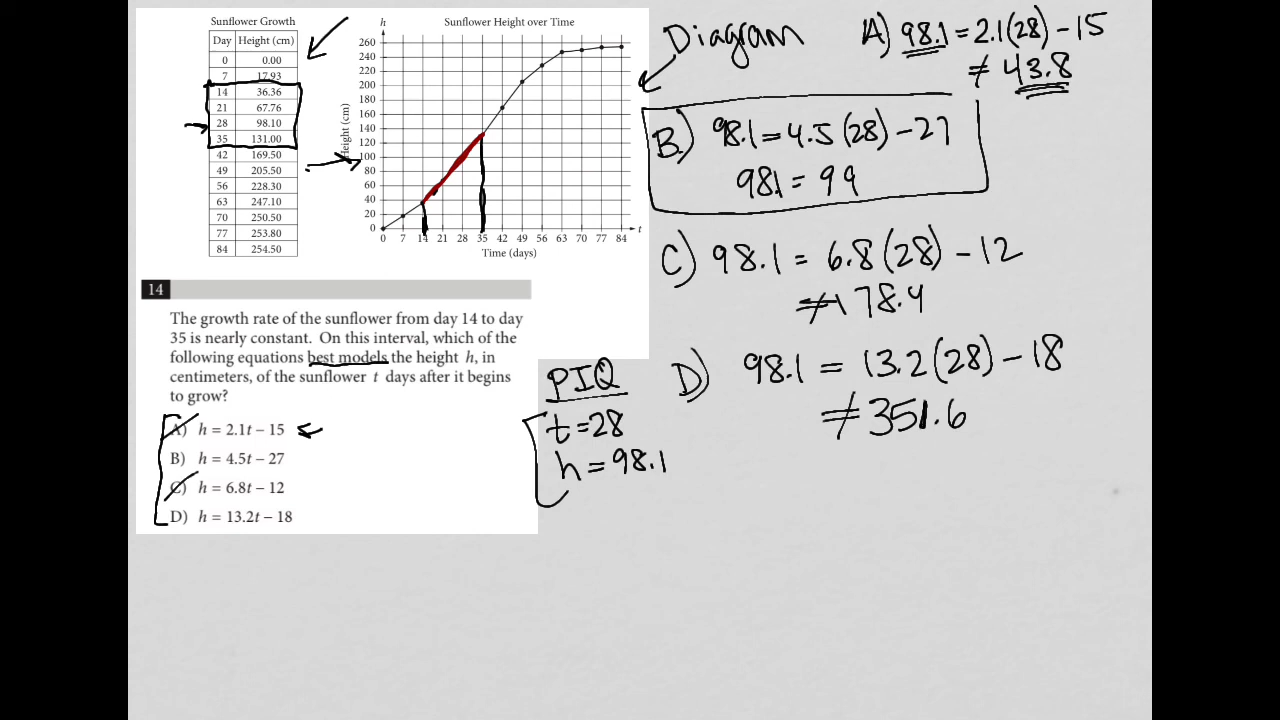 Sunflower Growth
Day Height (cm)
0 0.00
7 17.93
14 36.36
21 67.76
28 98.10
35 131.00
42 169.50
49 205.50
56 228.30
63 247.10
70 250.50
77 253.80
84 254.50
Sunflower Height over Time
h
260
240
220
200
180
160
140
120
100
80
60
40
20
0
Height (cm)
0 7 14 21 28 35 42 49 56 63 70 77 84
t
Time (days)
14
The growth rate of the sunflower from day 14 to day
35 is nearly constant. On this interval, which of the
following equations best models the height h, in
centimeters, of the sunflower t days after it begins
to grow?
A) h = 2.1t − 15
B) h = 4.5t − 27
C) h = 6.8t − 12
D) h = 13.2t − 18
PIQ
t=28
h=98.1
Diagram
A) 98.1 = 2.1(28) − 15
≠ 43.8
B) 98.1 = 4.5(28) − 27
98.1 = 99
C) 98.1 = 6.8(28) − 12
≠ 178.4
D) 98.1 = 13.2(28) − 18
≠ 351.6